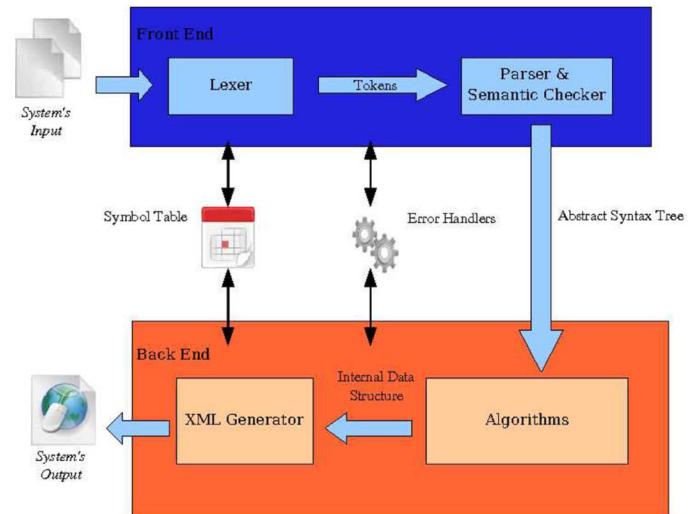 Front End
Lexer
Tokens
Parser &
Semantic Checker
System's
Input
Symbol Table
Error Handlers
Abstract Syntax Tree
Back End
Internal Data
Structure
XML Generator
Algorithms
System's
Output